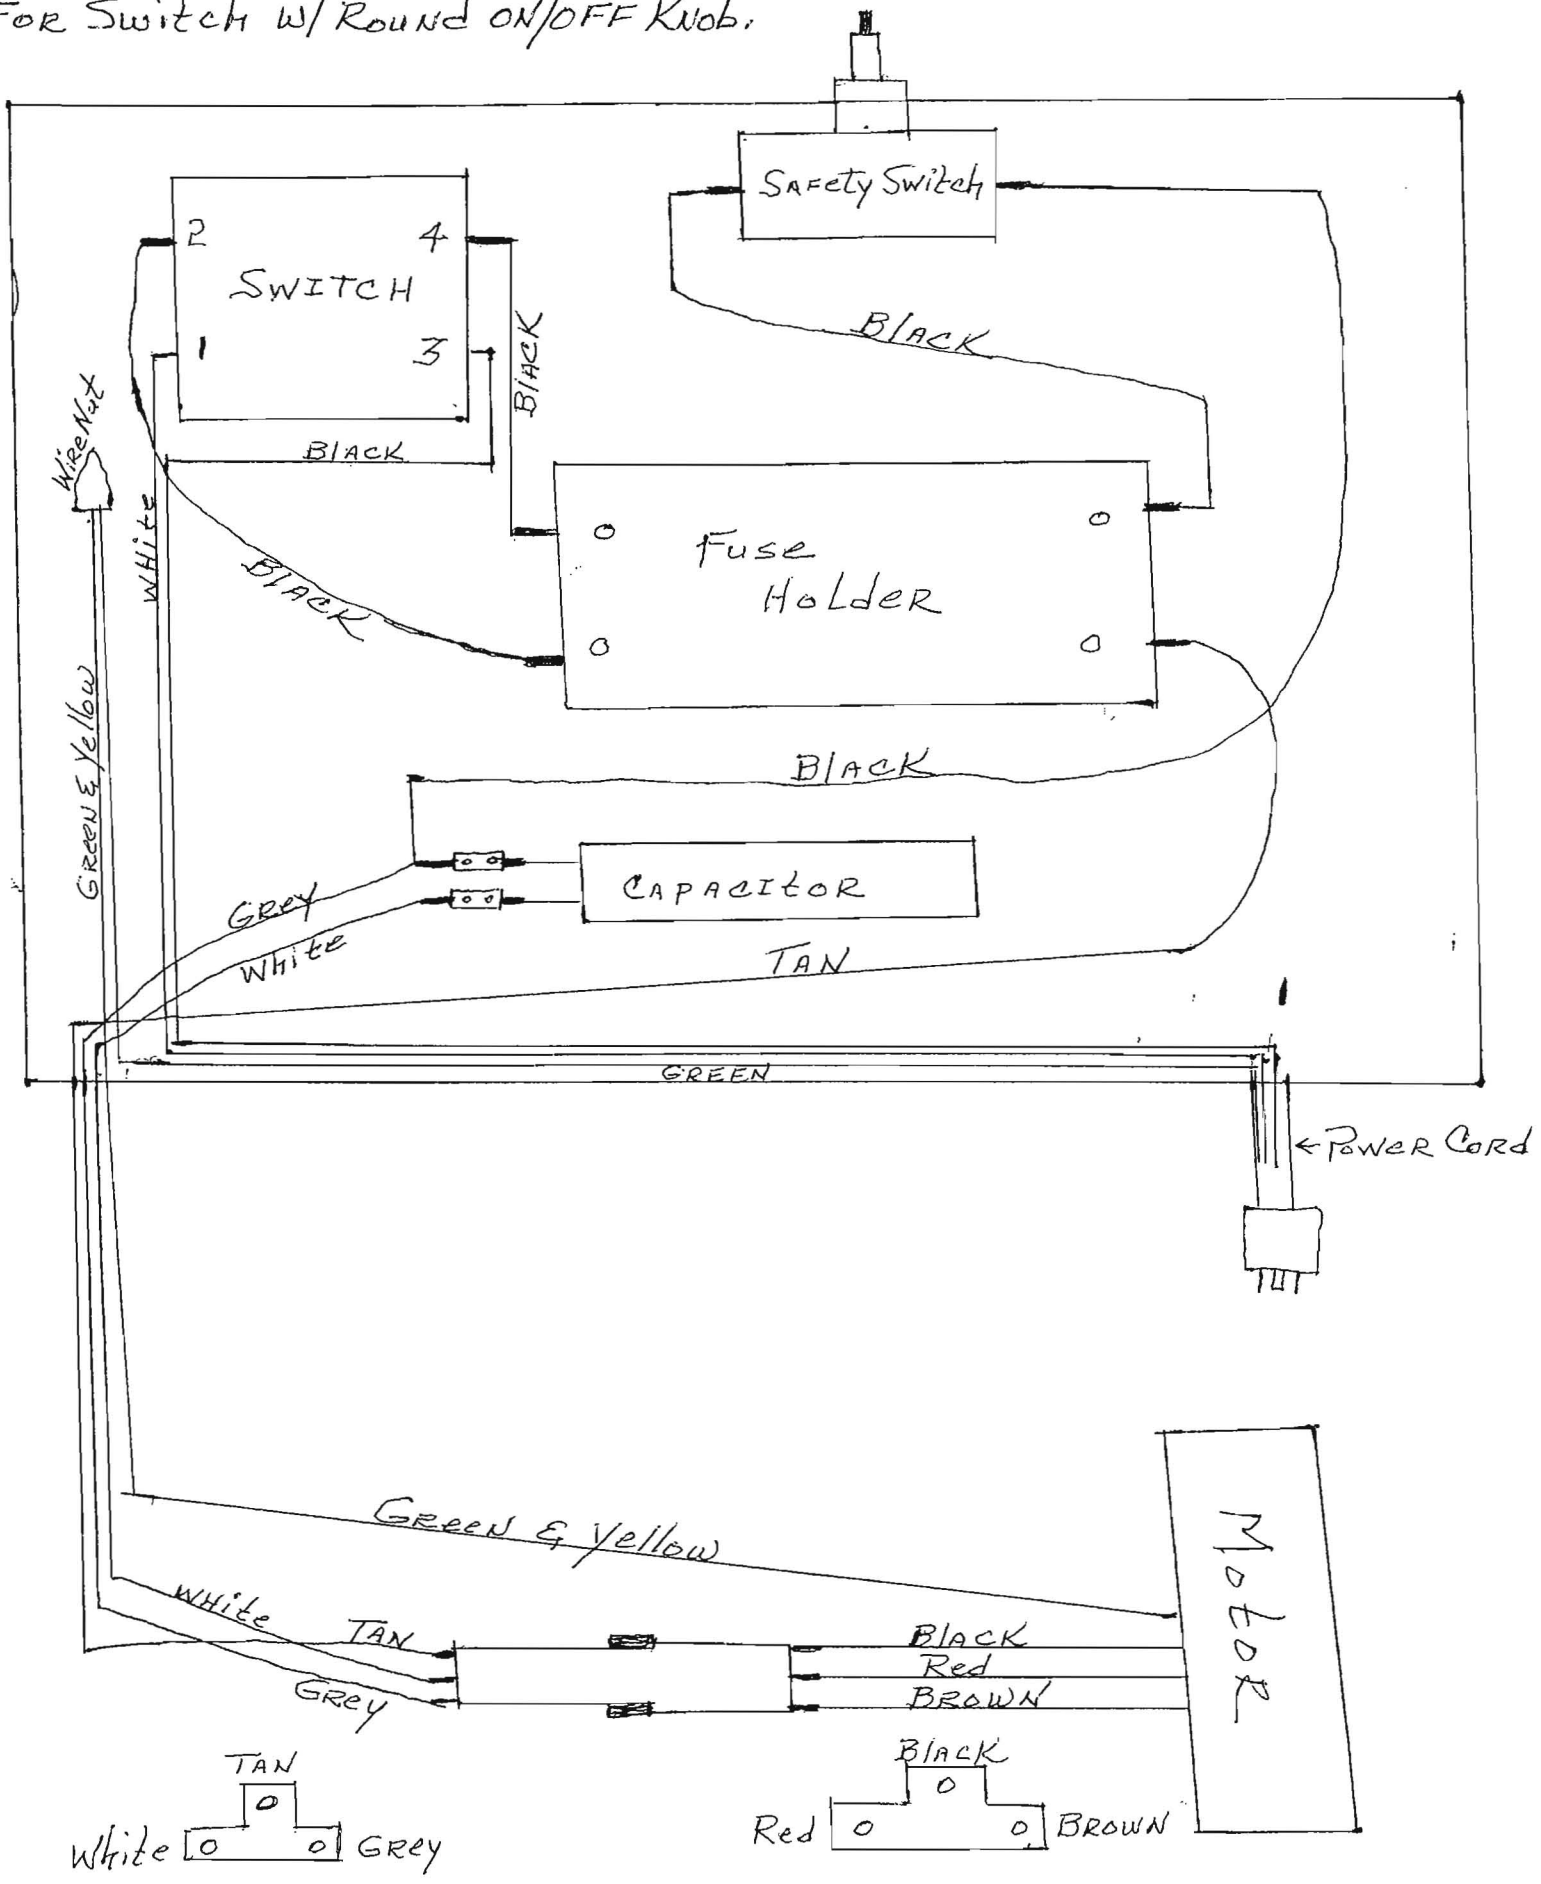 FOR Switch W/ Round ON/OFF Knob.
Safety Switch
2
4
SWITCH
1
3
Black
Black
Black
Wire Nut
White
Black
Fuse
Holder
Green & Yellow
Black
Grey
White
Capacitor
TAN
GREEN
← Power Cord
Green & Yellow
Motor
White
TAN
Grey
Black
Red
BROWN
TAN
White
Grey
Black
Red
BROWN